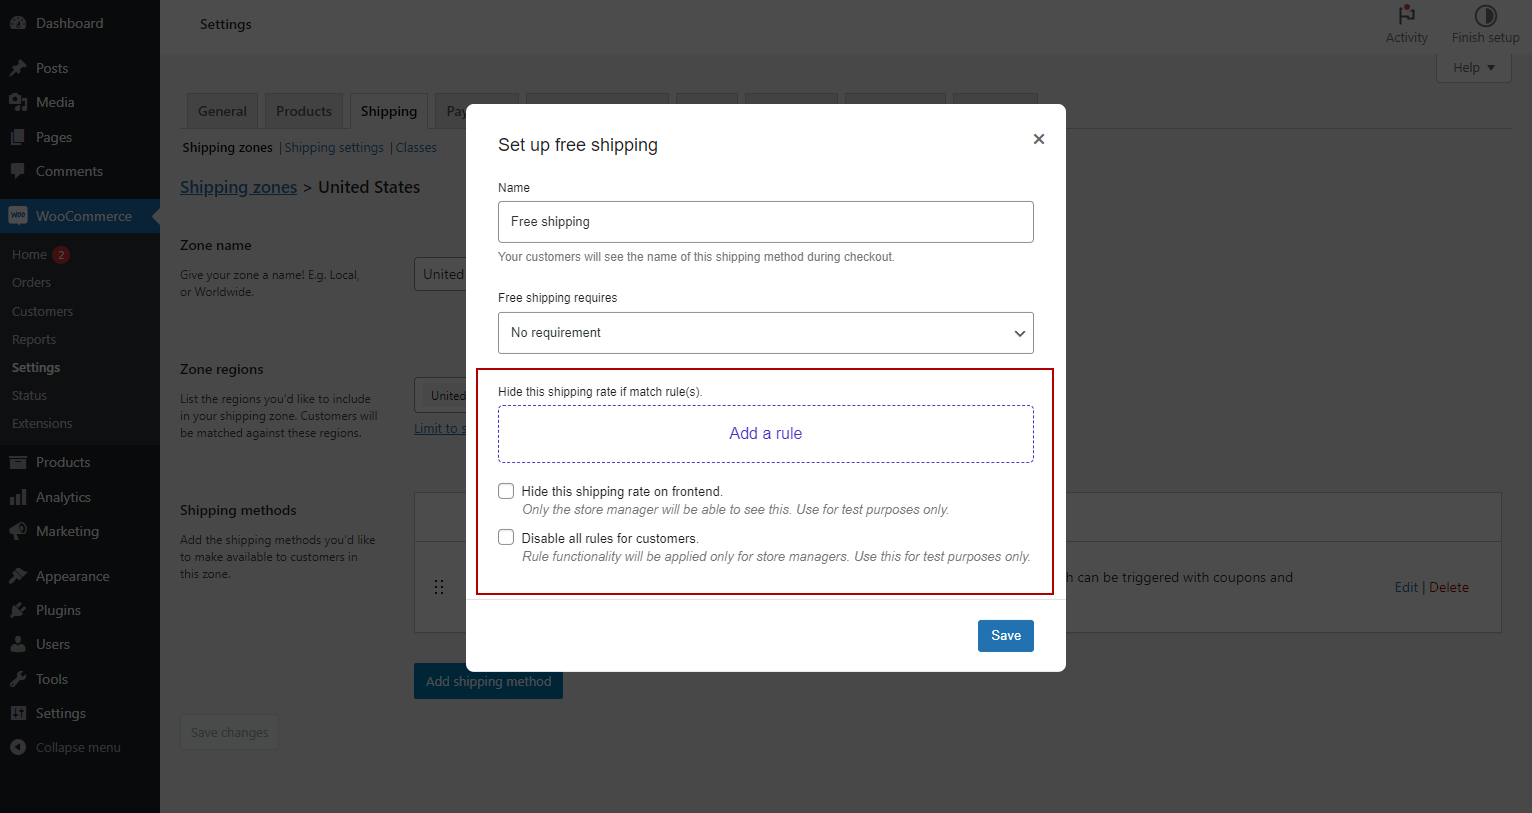 Dashboard
Posts
Media
Pages
Comments
woo WooCommerce
Home 2
Orders
Customers
Reports
Settings
Status
Extensions
Products
Analytics
Marketing
Appearance
Plugins
Users
Tools
Settings
Collapse menu
Settings
Activity
Finish setup
Help
General
Products
Shipping
Shipping zones | Shipping settings | Classes
Shipping zones > United States
Zone name
Give your zone a name! E.g. Local,
or Worldwide.
United
Zone regions
List the regions you'd like to include
in your shipping zone. Customers will
be matched against these regions.
United
Limit to
Shipping methods
Add the shipping methods you'd like
to make available to customers in
this zone.
can be triggered with coupons and
Edit | Delete
Add shipping method
Save changes
Set up free shipping
Name
Free shipping
Your customers will see the name of this shipping method during checkout.
Free shipping requires
No requirement
Hide this shipping rate if match rule(s).
Add a rule
Hide this shipping rate on frontend.
Only the store manager will be able to see this. Use for test purposes only.
Disable all rules for customers.
Rule functionality will be applied only for store managers. Use this for test purposes only.
Save